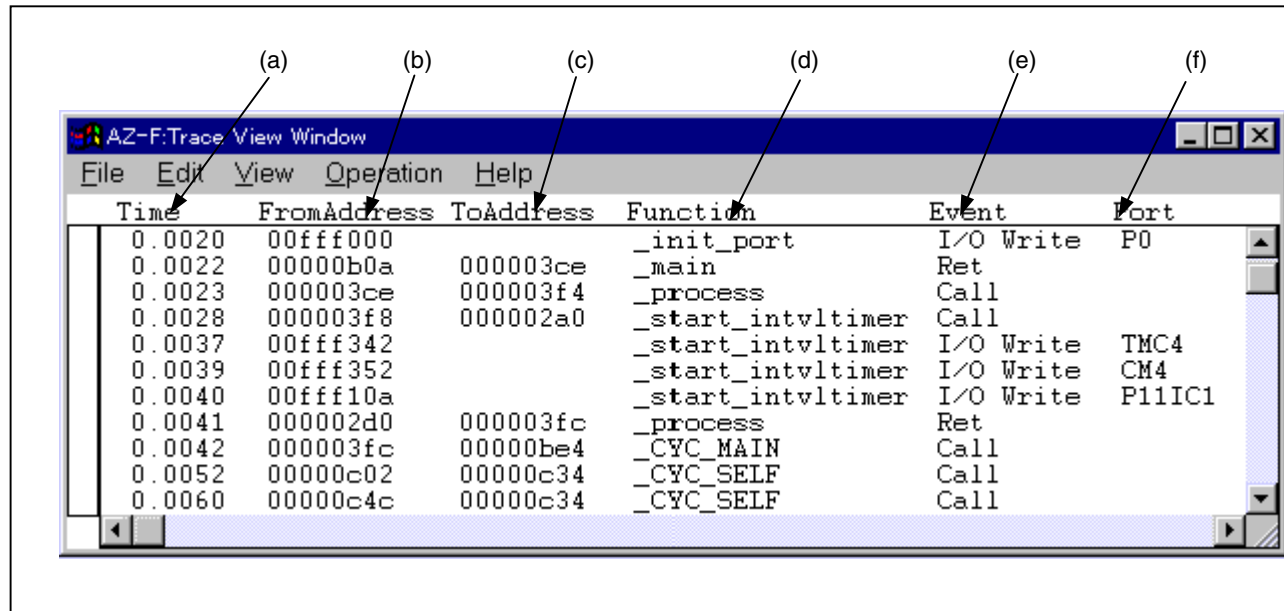 (a) (b) (c) (d) (e) (f)
AZ-F:Trace View Window
File Edit View Operation Help
Time FromAddress ToAddress Function Event Port
0.0020 00fff000 _init_port I/O Write P0
0.0022 00000b0a 000003ce _main Ret
0.0023 000003ce 000003f4 _process Call
0.0028 000003f8 000002a0 _start_intvltimer Call
0.0037 00fff342 _start_intvltimer I/O Write TMC4
0.0039 00fff352 _start_intvltimer I/O Write CM4
0.0040 00fff10a _start_intvltimer I/O Write P11IC1
0.0041 000002d0 000003fc _process Ret
0.0042 000003fc 00000be4 _CYC_MAIN Call
0.0052 00000c02 00000c34 _CYC_SELF Call
0.0060 00000c4c 00000c34 _CYC_SELF Call